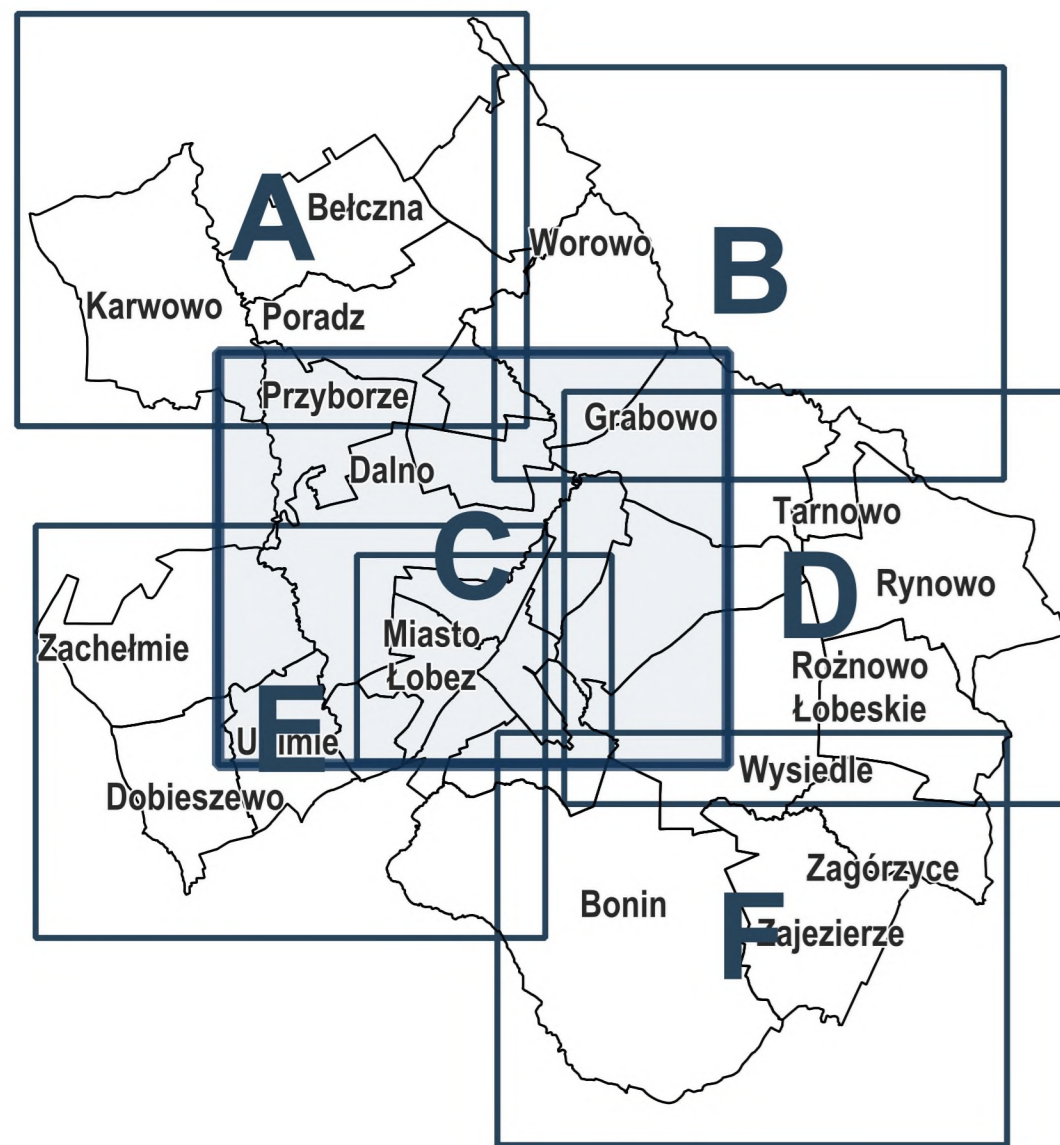 A
Bełczna
Worowo
B
Karwowo
Poradz
Przyborze
Grabowo
Dalno
C
Tarnowo
D
Rynowo
Miasto
Łobez
Zachełmie
Rożnowo
Łobeskie
E
Wysiedle
Dobieszewo
Zagórzyce
Bonin
F
Zajezierze